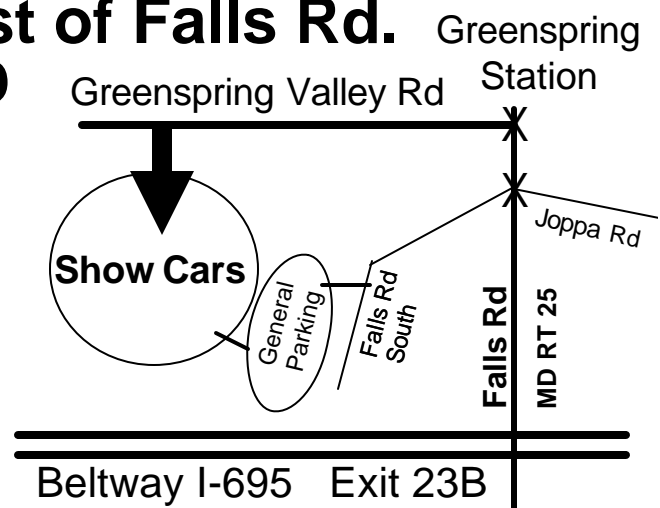 st of Falls Rd.
Greenspring
Station
Greenspring Valley Rd
X
X
Joppa Rd
Show Cars
General
Parking
Falls Rd
South
Falls Rd
MD RT 25
Beltway I-695 Exit 23B